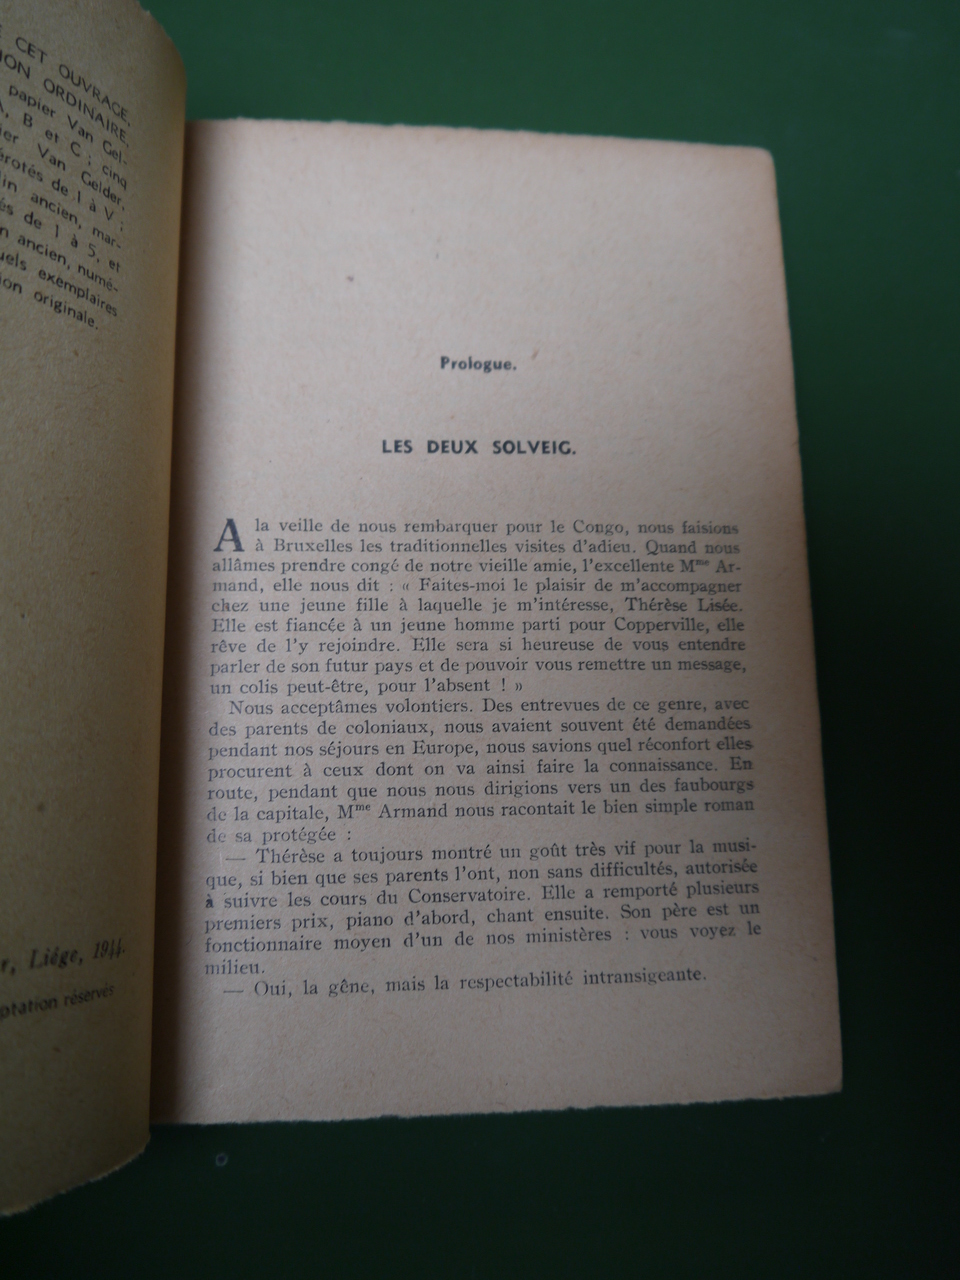 CET OUVRAGE,
ION ORDINAIRE,
papier Van Gel-
A, B et C ; cinq
Van Gelder,
rotés de I à V ;
in ancien, mar-
és de 1 à 5, et
n ancien, numé-
uels exemplaires
ion originale.
r, Liége, 1944.
ptation réservés
Prologue.
LES DEUX SOLVEIG.
A la veille de nous rembarquer pour le Congo, nous faisions
à Bruxelles les traditionnelles visites d'adieu. Quand nous
allâmes prendre congé de notre vieille amie, l'excellente Mme Ar-
mand, elle nous dit : « Faites-moi le plaisir de m'accompagner
chez une jeune fille à laquelle je m'intéresse, Thérèse Lisée.
Elle est fiancée à un jeune homme parti pour Copperville, elle
rêve de l'y rejoindre. Elle sera si heureuse de vous entendre
parler de son futur pays et de pouvoir vous remettre un message,
un colis peut-être, pour l'absent ! »
Nous acceptâmes volontiers. Des entrevues de ce genre, avec
des parents de coloniaux, nous avaient souvent été demandées
pendant nos séjours en Europe, nous savions quel réconfort elles
procurent à ceux dont on va ainsi faire la connaissance. En
route, pendant que nous nous dirigions vers un des faubourgs
de la capitale, Mme Armand nous racontait le bien simple roman
de sa protégée :
— Thérèse a toujours montré un goût très vif pour la musi-
que, si bien que ses parents l'ont, non sans difficultés, autorisée
à suivre les cours du Conservatoire. Elle a remporté plusieurs
premiers prix, piano d'abord, chant ensuite. Son père est un
fonctionnaire moyen d'un de nos ministères : vous voyez le
milieu.
— Oui, la gêne, mais la respectabilité intransigeante.